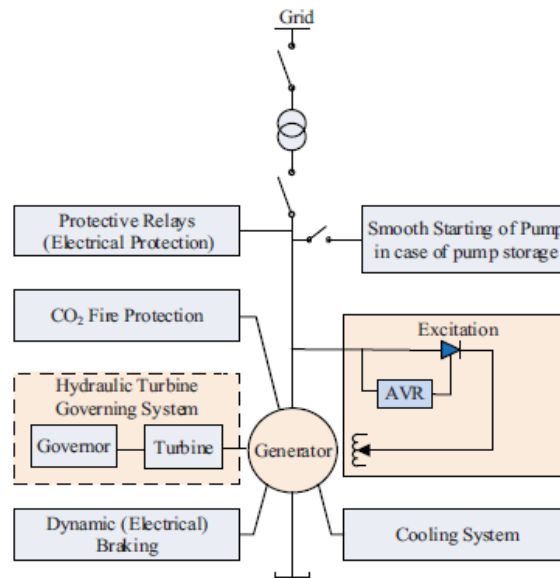 Grid
Protective Relays
(Electrical Protection)
Smooth Starting of Pump
in case of pump storage
CO₂ Fire Protection
Excitation
AVR
Hydraulic Turbine
Governing System
Governor
Turbine
Generator
Dynamic (Electrical)
Braking
Cooling System